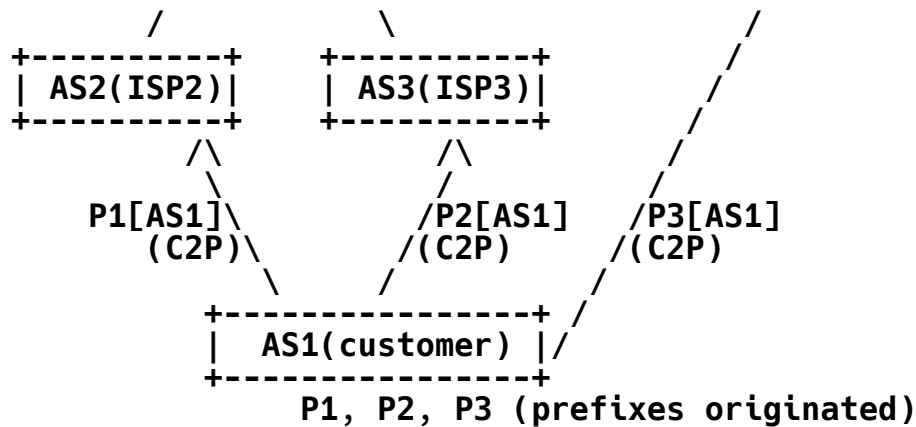 AS2(ISP2) AS3(ISP3)
P1[AS1] P2[AS1] P3[AS1]
(C2P) (C2P) (C2P)
AS1(customer)
P1, P2, P3 (prefixes originated)